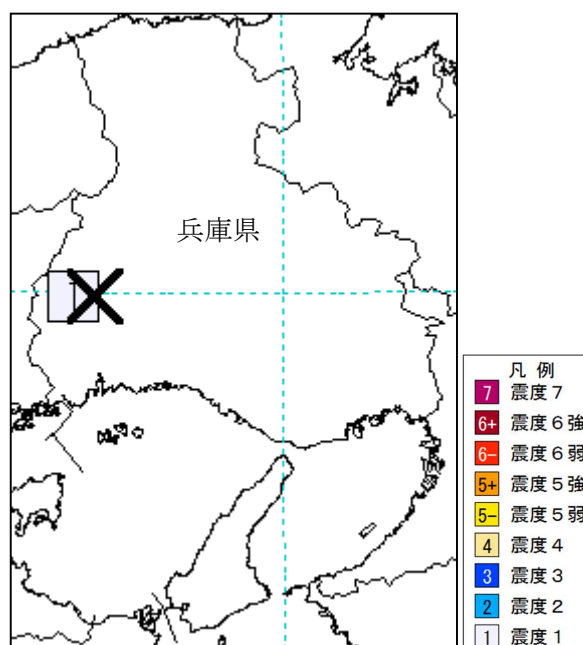 兵庫県
1
凡 例
7 震度７
6+ 震度６強
6− 震度６弱
5+ 震度５強
5− 震度５弱
4 震度４
3 震度３
2 震度２
1 震度１